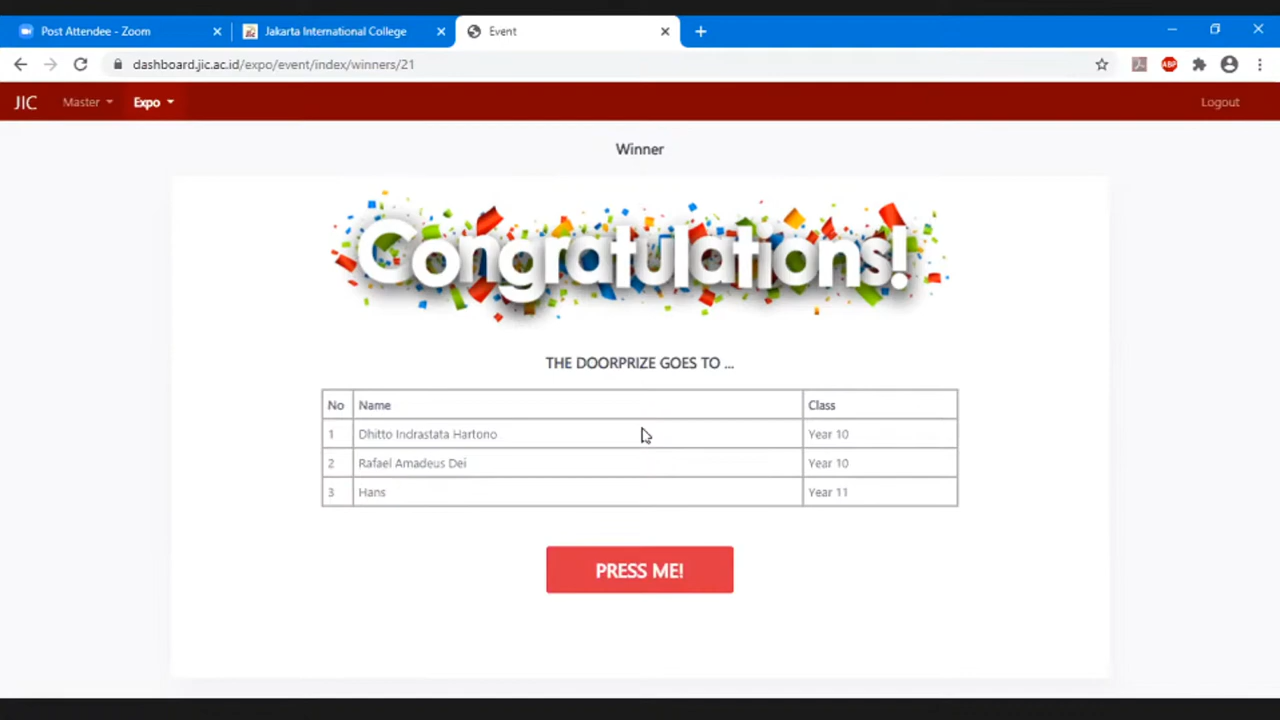 Post Attendee - Zoom
Jakarta International College
Event
dashboard.jic.ac.id/expo/event/index/winners/21
ABP
JIC
Master
Expo
Logout
Winner
Congratulations!
THE DOORPRIZE GOES TO ...
No Name Class
1 Dhitto Indrastata Hartono Year 10
2 Rafael Amadeus Dei Year 10
3 Hans Year 11
PRESS ME!